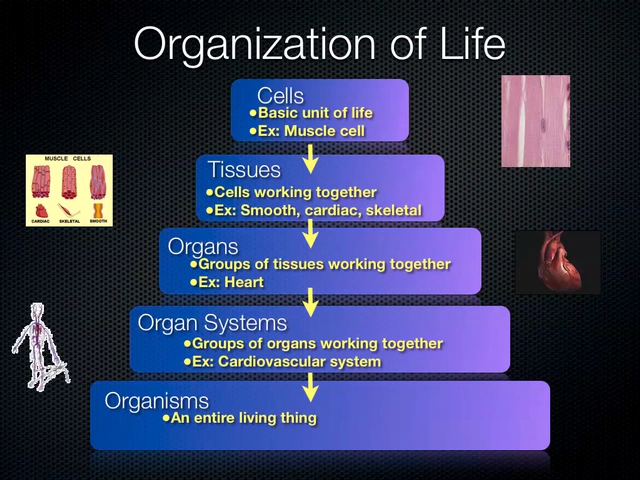 Organization of Life
Cells
•Basic unit of life
•Ex: Muscle cell
Tissues
•Cells working together
•Ex: Smooth, cardiac, skeletal
MUSCLE CELLS
CARDIAC SKELETAL SMOOTH
Organs
•Groups of tissues working together
•Ex: Heart
Organ Systems
•Groups of organs working together
•Ex: Cardiovascular system
Organisms
•An entire living thing